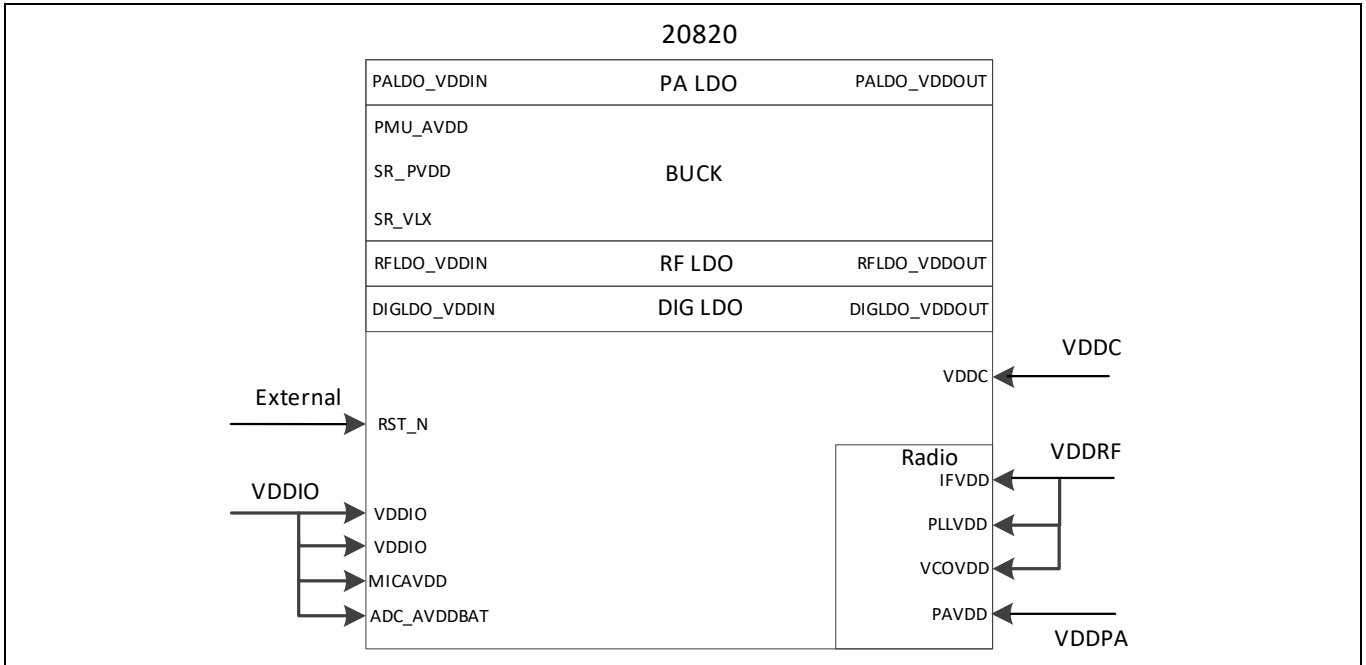 20820
PALDO_VDDIN PA LDO PALDO_VDDOUT
PMU_AVDD
SR_PVDD BUCK
SR_VLX
RFLDO_VDDIN RF LDO RFLDO_VDDOUT
DIGLDO_VDDIN DIG LDO DIGLDO_VDDOUT
VDDC
VDDC
External
RST_N
Radio VDDRF
IFVDD
VDDIO
VDDIO PLLVDD
VDDIO
MICAVDD VCOVDD
ADC_AVDDBAT PAVDD
VDDPA